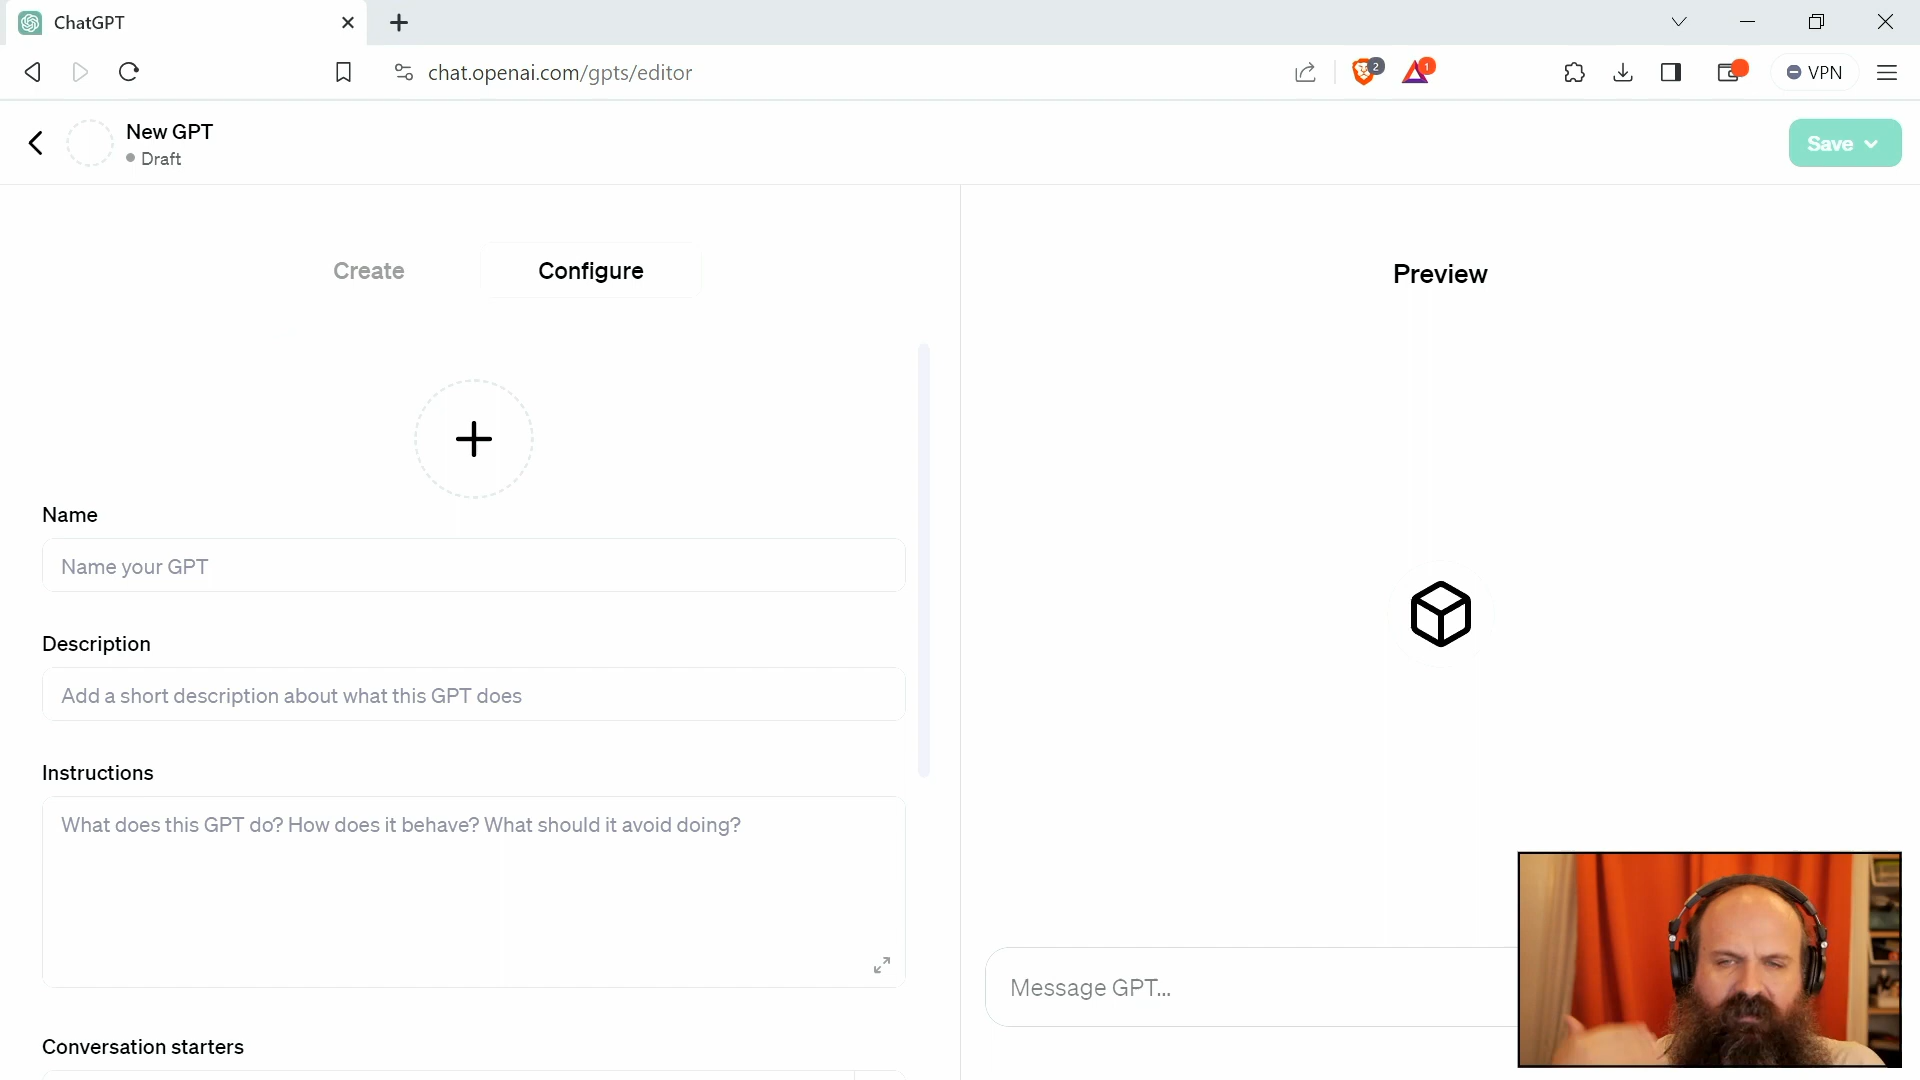 ChatGPT
chat.openai.com/gpts/editor
2
1
VPN
New GPT
Draft
Save
Create
Configure
Preview
Name
Name your GPT
Description
Add a short description about what this GPT does
Instructions
What does this GPT do? How does it behave? What should it avoid doing?
Message GPT...
Conversation starters